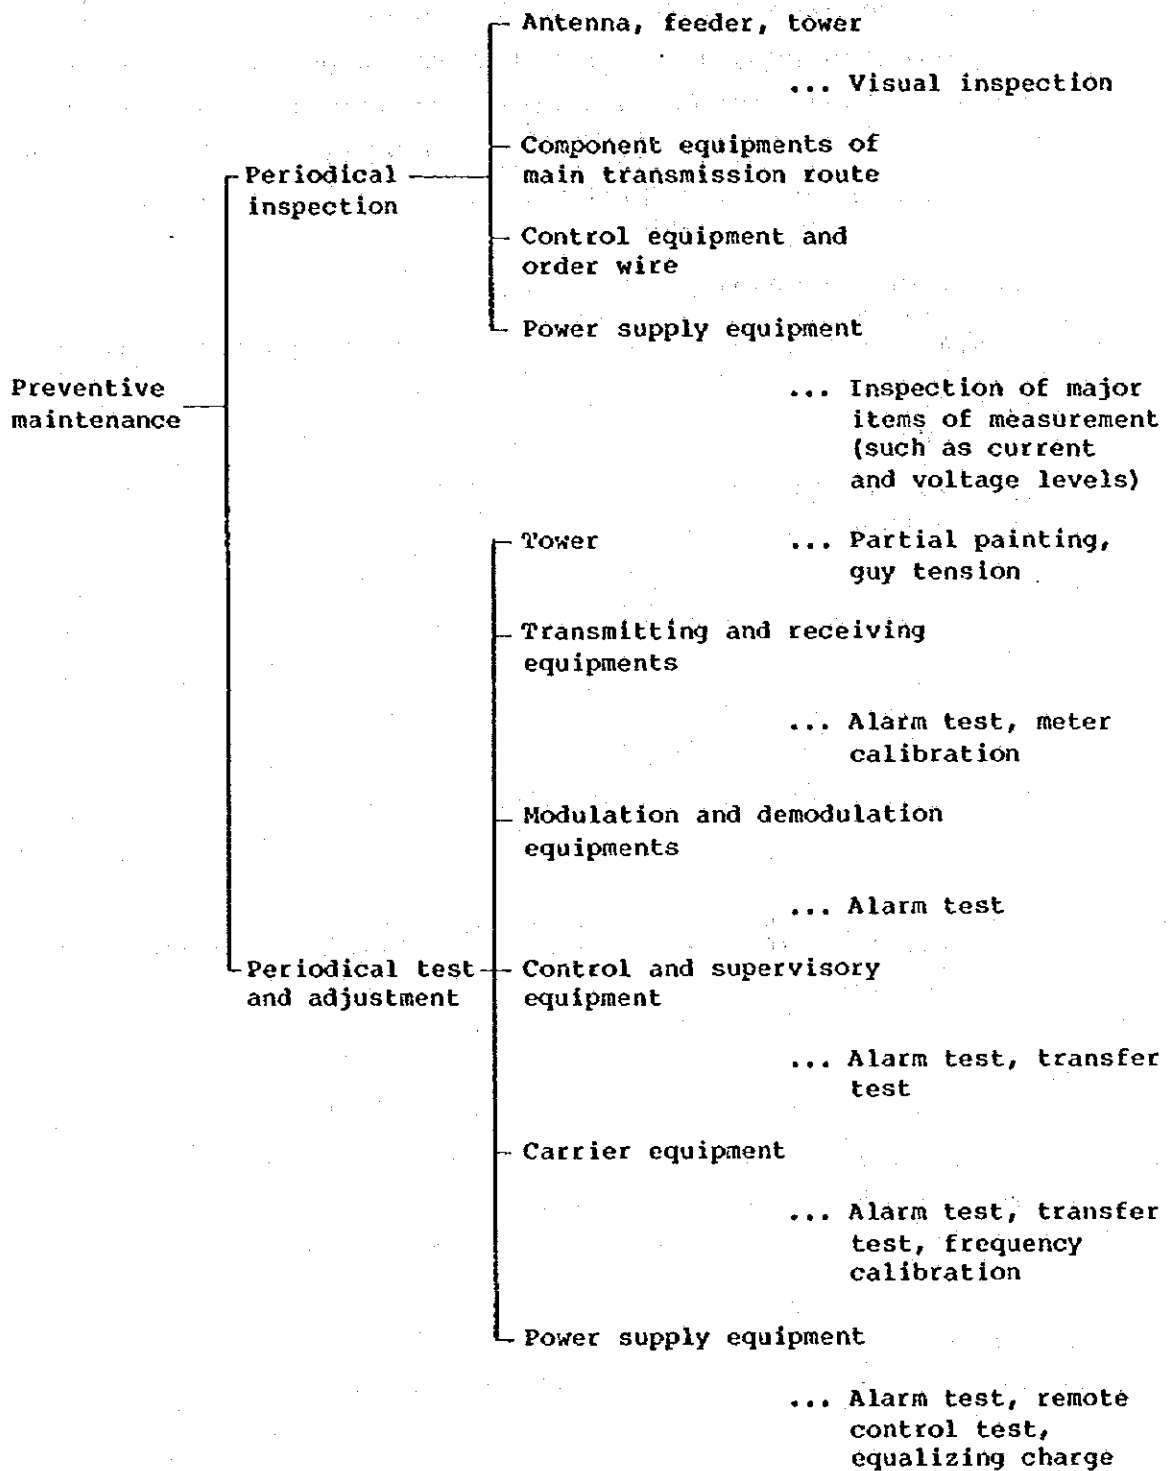 Antenna, feeder, tower
... Visual inspection
Component equipments of
main transmission route
Periodical
inspection
Control equipment and
order wire
Power supply equipment
Preventive
maintenance
... Inspection of major
items of measurement
(such as current
and voltage levels)
Tower ... Partial painting,
guy tension
Transmitting and receiving
equipments
... Alarm test, meter
calibration
Modulation and demodulation
equipments
... Alarm test
Periodical test
and adjustment
Control and supervisory
equipment
... Alarm test, transfer
test
Carrier equipment
... Alarm test, transfer
test, frequency
calibration
Power supply equipment
... Alarm test, remote
control test,
equalizing charge